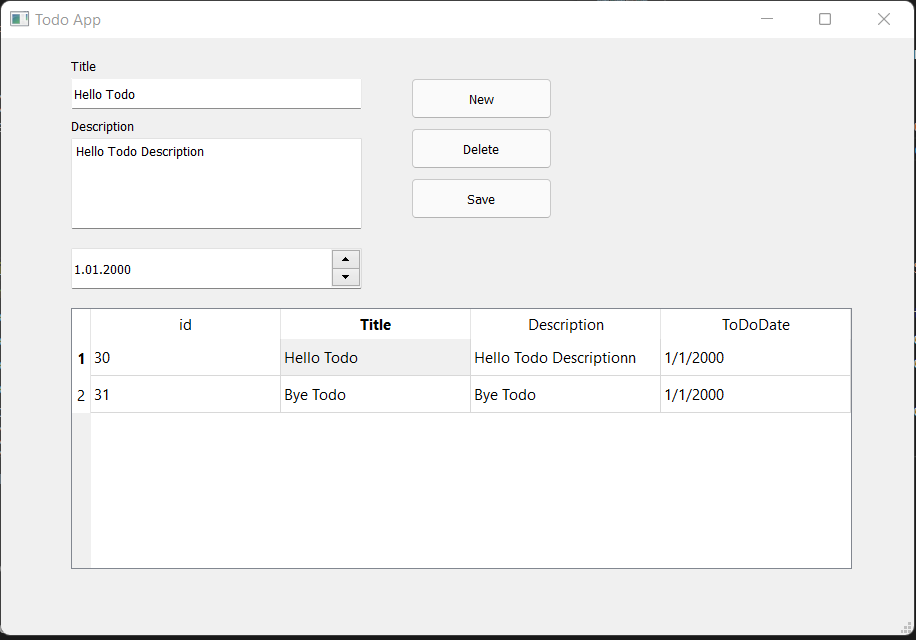 Todo App
Title
Hello Todo
New
Description
Hello Todo Description
Delete
Save
1.01.2000
id Title Description ToDoDate
1 30 Hello Todo Hello Todo Descriptionn 1/1/2000
2 31 Bye Todo Bye Todo 1/1/2000